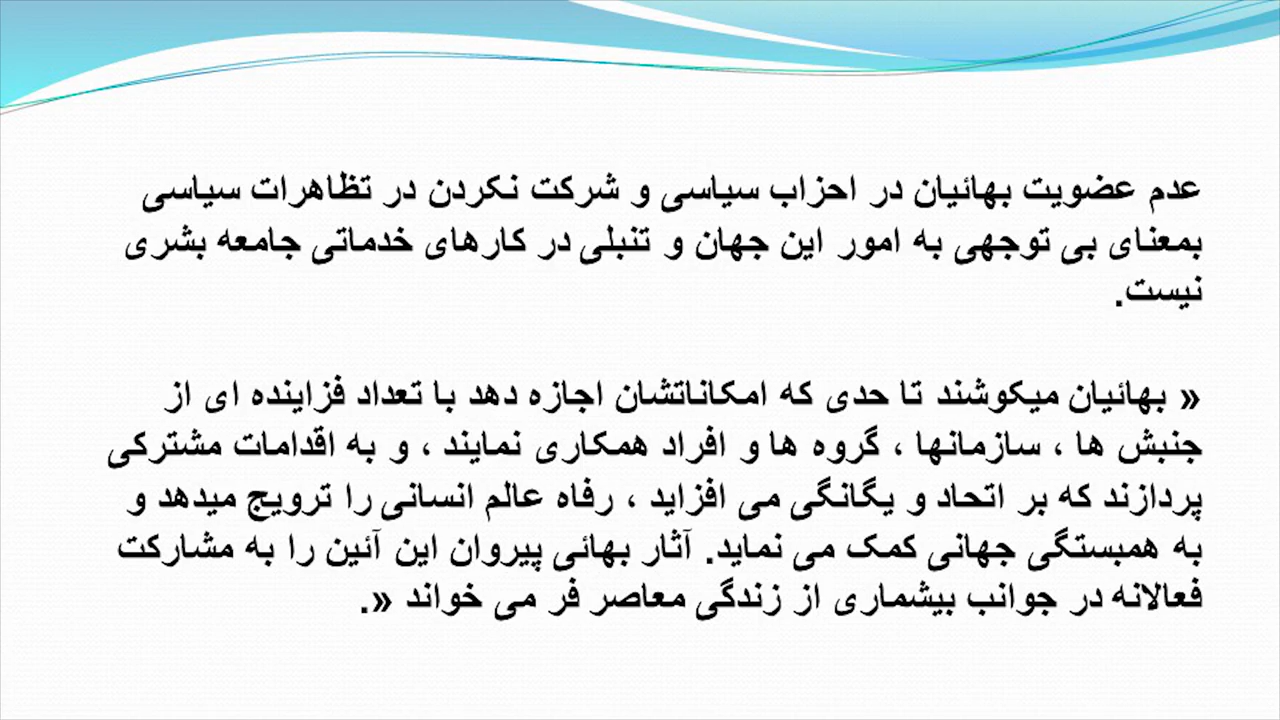 عدم عضویت بهائیان در احزاب سیاسی و شرکت نکردن در تظاهرات سیاسی
بمعنای بی توجهی به امور این جهان و تنبلی در کارهای خدماتی جامعه بشری
نیست.
« بهائیان میکوشند تا حدی که امکاناتشان اجازه دهد با تعداد فزاینده ای از
جنبش ها ، سازمانها ، گروه ها و افراد همکاری نمایند ، و به اقدامات مشترکی
پردازند که بر اتحاد و یگانگی می افزاید ، رفاه عالم انسانی را ترویج میدهد و
به همبستگی جهانی کمک می نماید. آثار بهائی پیروان این آئین را به مشارکت
فعالانه در جوانب بیشماری از زندگی معاصر فر می خواند ».